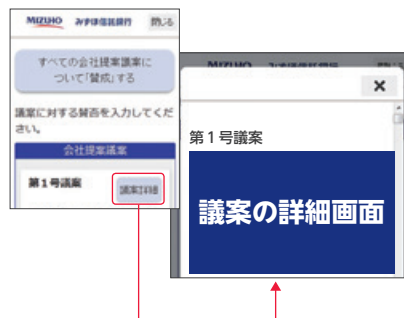 MIZUHO みずほ信託銀行 閉じる
すべての会社提案議案に
ついて「賛成」する
議案に対する賛否を入力してくだ
さい。
会社提案議案
第1号議案
議案詳細
×
第1号議案
議案の詳細画面